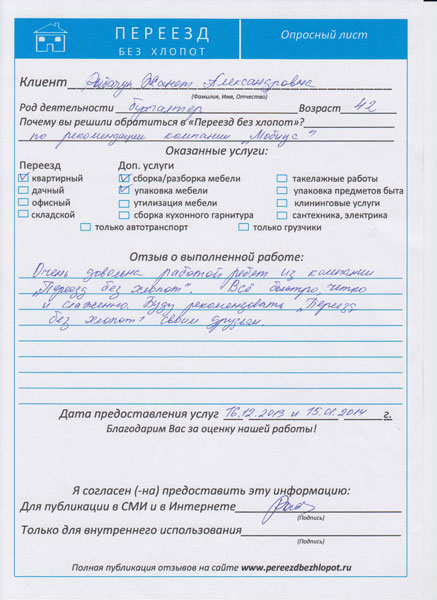 ПЕРЕЕЗД
БЕЗ ХЛОПОТ
Опросный лист
Клиент Жанет Александровна
(Фамилия, Имя, Отчество)
Род деятельности бухгалтер Возраст 42
Почему вы решили обратиться в «Переезд без хлопот»?
по рекомендации компании "Мобиус"
Оказанные услуги:
Переезд Доп. услуги
квартирный сборка/разборка мебели такелажные работы
дачный упаковка мебели упаковка предметов быта
офисный утилизация мебели клининговые услуги
складской сборка кухонного гарнитура сантехника, электрика
только автотранспорт только грузчики
Отзыв о выполненной работе:
Очень довольна работой ребят из компании
"Переезд без хлопот". Всё быстро, четко
и слаженно. Буду рекомендовать "Переезд
без хлопот" своим друзьям.
Дата предоставления услуг 16.12.2013 и 15.01.2014 г.
Благодарим Вас за оценку нашей работы!
Я согласен (-на) предоставить эту информацию:
Для публикации в СМИ и в Интернете
(Подпись)
Только для внутреннего использования
(Подпись)
Полная публикация отзывов на сайте www.pereezdbezhlopot.ru